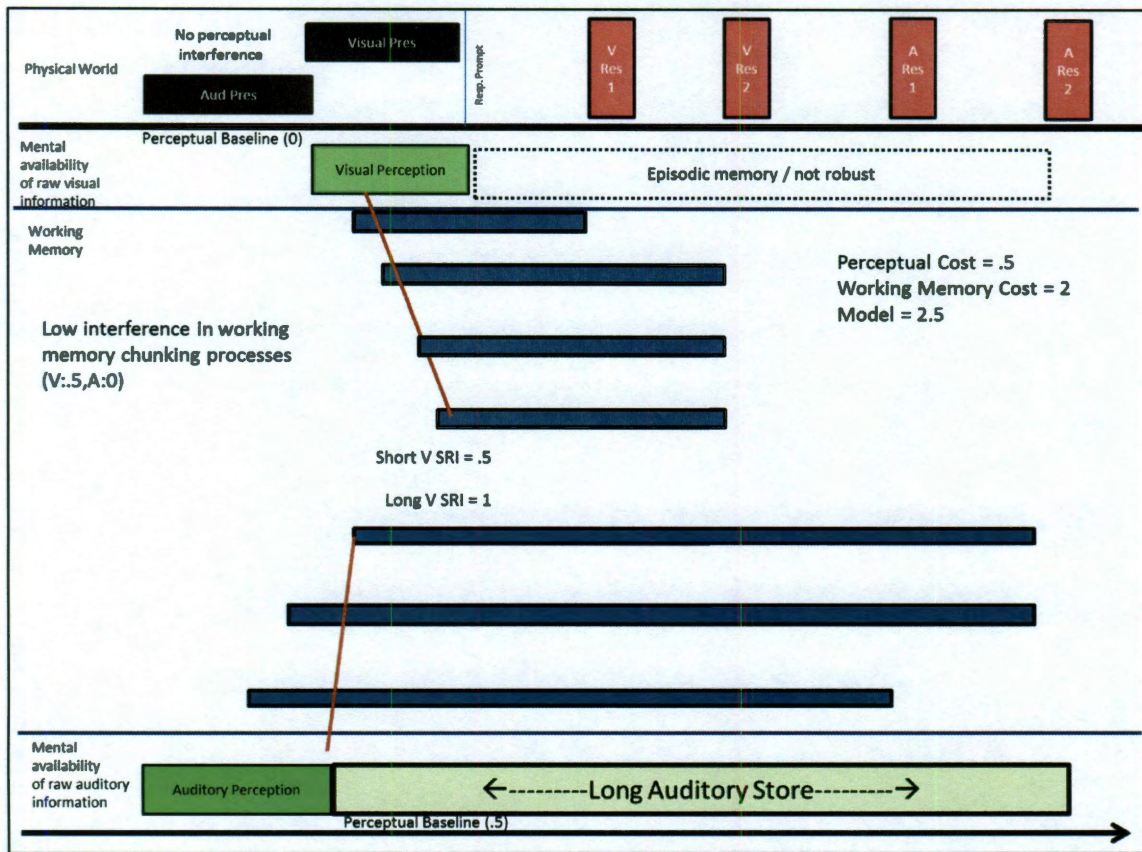 No perceptual
interference
Visual Pres
Physical World
Aud Pres
Resp. Prompt
V
Res
1
V
Res
2
A
Res
1
A
Res
2
Perceptual Baseline (0)
Mental
availability
of raw visual
information
Visual Perception
Episodic memory / not robust
Working
Memory
Perceptual Cost = .5
Working Memory Cost = 2
Model = 2.5
Low interference in working
memory chunking processes
(V:.5,A:0)
Short V SRI = .5
Long V SRI = 1
Mental
availability
of raw auditory
information
Auditory Perception
←---------Long Auditory Store---------→
Perceptual Baseline (.5)